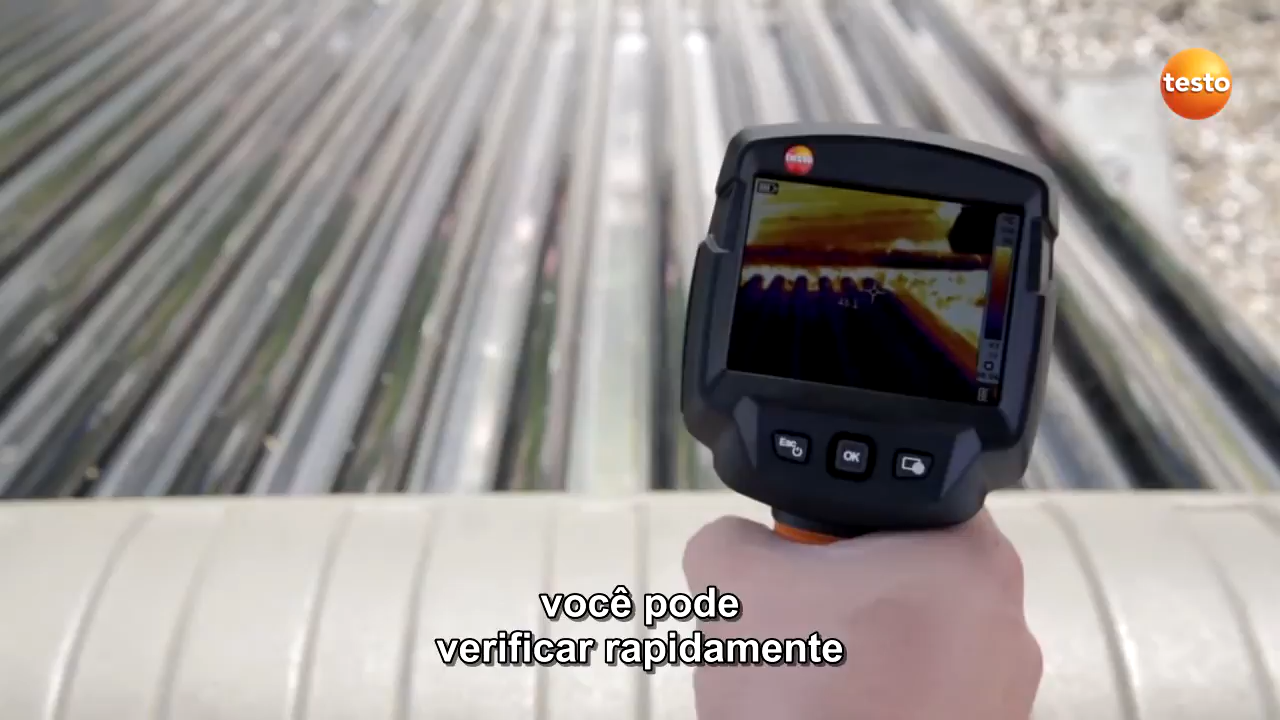 testo
testo
Esc
OK
você pode
verificar rapidamente